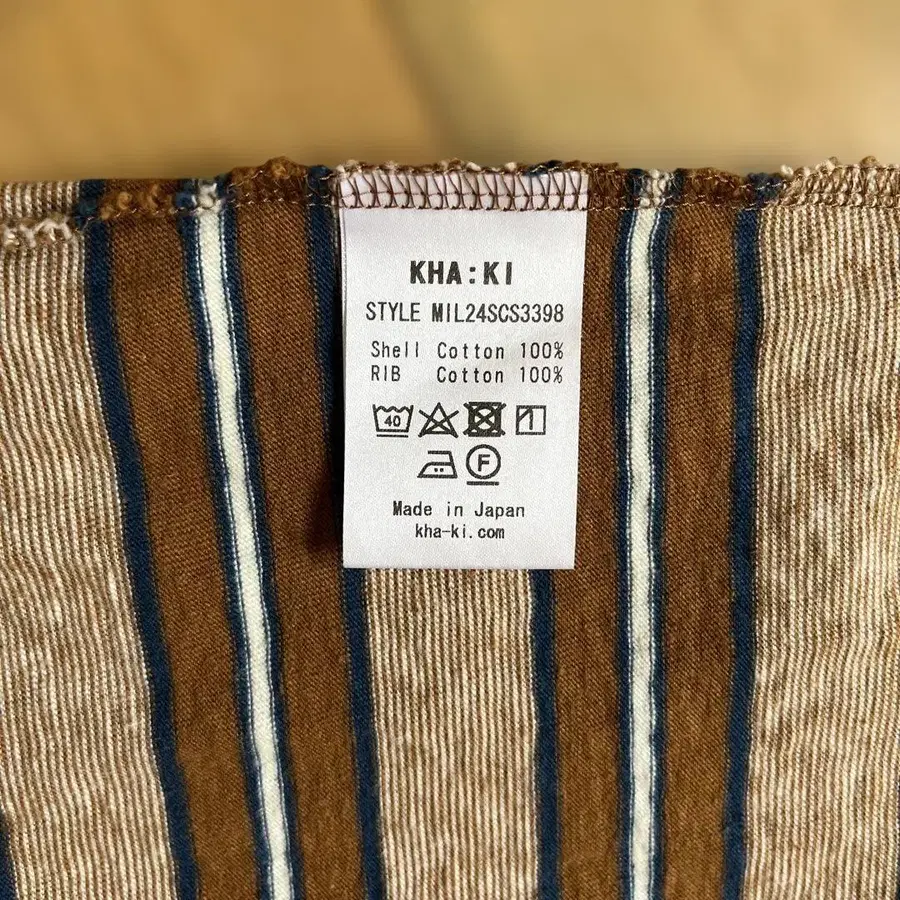 KHA:KI
STYLE MIL24SCS3398
Shell Cotton 100%
RIB Cotton 100%
40
F
Made in Japan
kha-ki.com